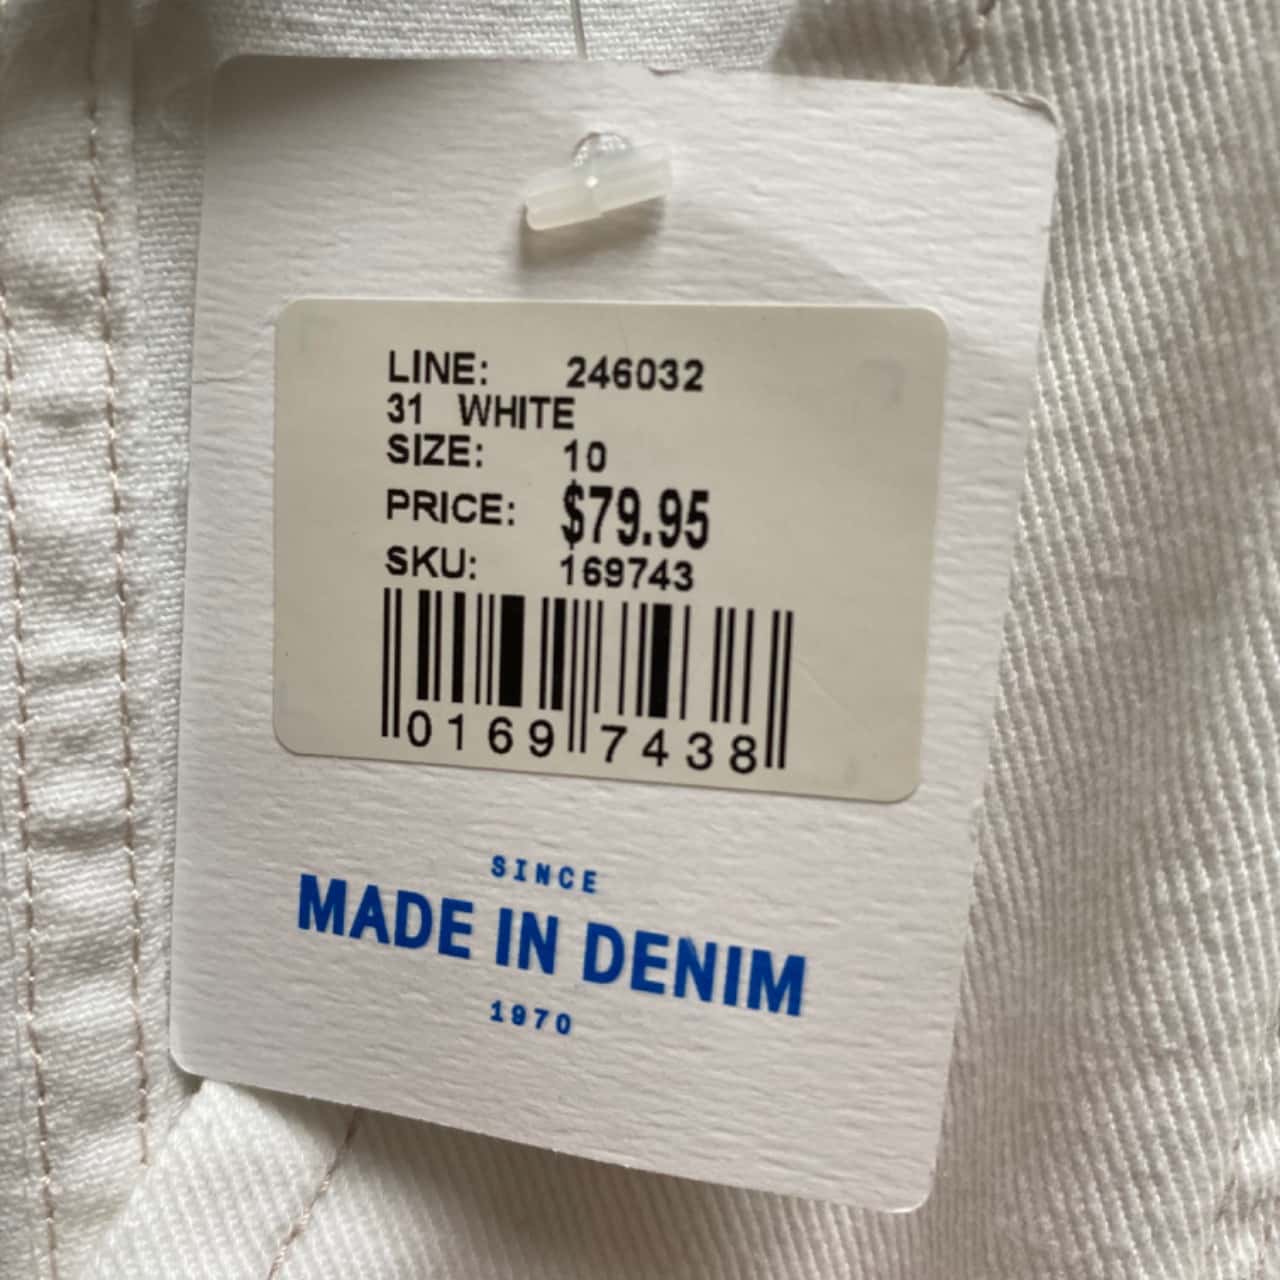 LINE: 246032
31 WHITE
SIZE: 10
PRICE: $79.95
SKU: 169743
0169 7438
SINCE
MADE IN DENIM
1970